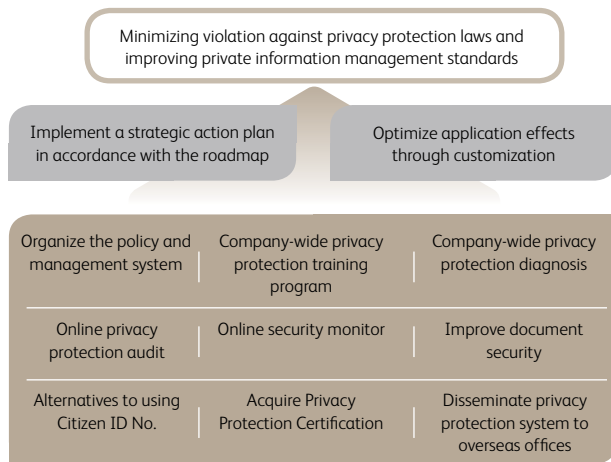 Minimizing violation against privacy protection laws and
improving private information management standards
Implement a strategic action plan
in accordance with the roadmap
Optimize application effects
through customization
Organize the policy and
management system
Company-wide privacy
protection training
program
Company-wide privacy
protection diagnosis
Online privacy
protection audit
Online security monitor
Improve document
security
Alternatives to using
Citizen ID No.
Acquire Privacy
Protection Certification
Disseminate privacy
protection system to
overseas offices